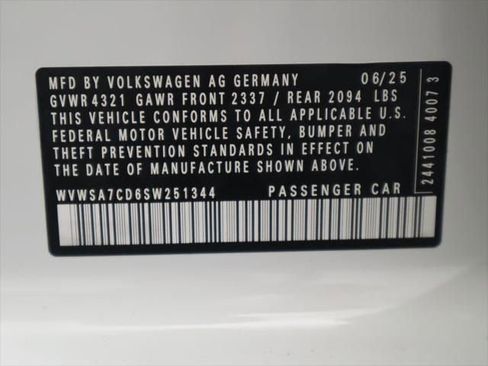 MFD BY VOLKSWAGEN AG GERMANY 06/25
GVWR 4321 GAWR FRONT 2337 / REAR 2094 LBS
THIS VEHICLE CONFORMS TO ALL APPLICABLE U.S.
FEDERAL MOTOR VEHICLE SAFETY, BUMPER AND
THEFT PREVENTION STANDARDS IN EFFECT ON
THE DATE OF MANUFACTURE SHOWN ABOVE.
WVWSA7CD6SW251344 PASSENGER CAR
2441008 4007 3